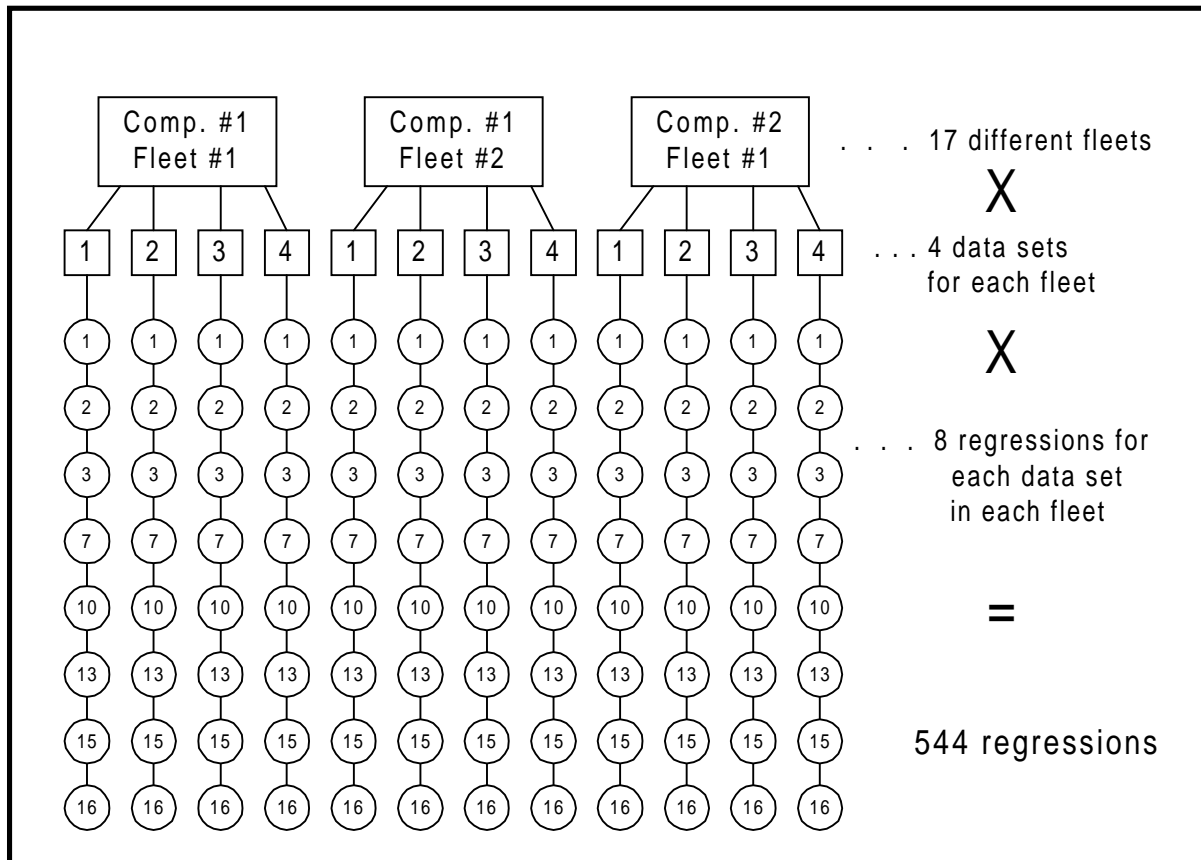 Comp. #1 Comp. #1 Comp. #2
Fleet #1 Fleet #2 Fleet #1
. . . 17 different fleets
X
1 2 3 4 1 2 3 4 1 2 3 4
. . . 4 data sets
for each fleet
1 1 1 1 1 1 1 1 1 1 1 1
X
2 2 2 2 2 2 2 2 2 2 2 2
. . . 8 regressions for
3 3 3 3 3 3 3 3 3 3 3 3
each data set
in each fleet
7 7 7 7 7 7 7 7 7 7 7 7
10 10 10 10 10 10 10 10 10 10 10 10
=
13 13 13 13 13 13 13 13 13 13 13 13
15 15 15 15 15 15 15 15 15 15 15 15
544 regressions
16 16 16 16 16 16 16 16 16 16 16 16